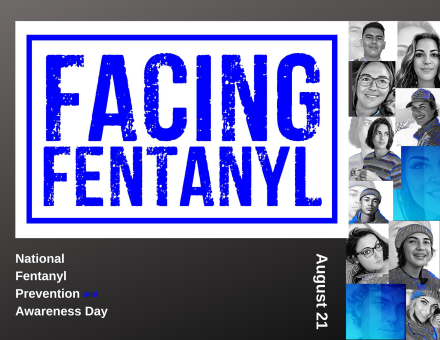 FACING
FENTANYL
National
Fentanyl
Prevention
Awareness Day
August 21